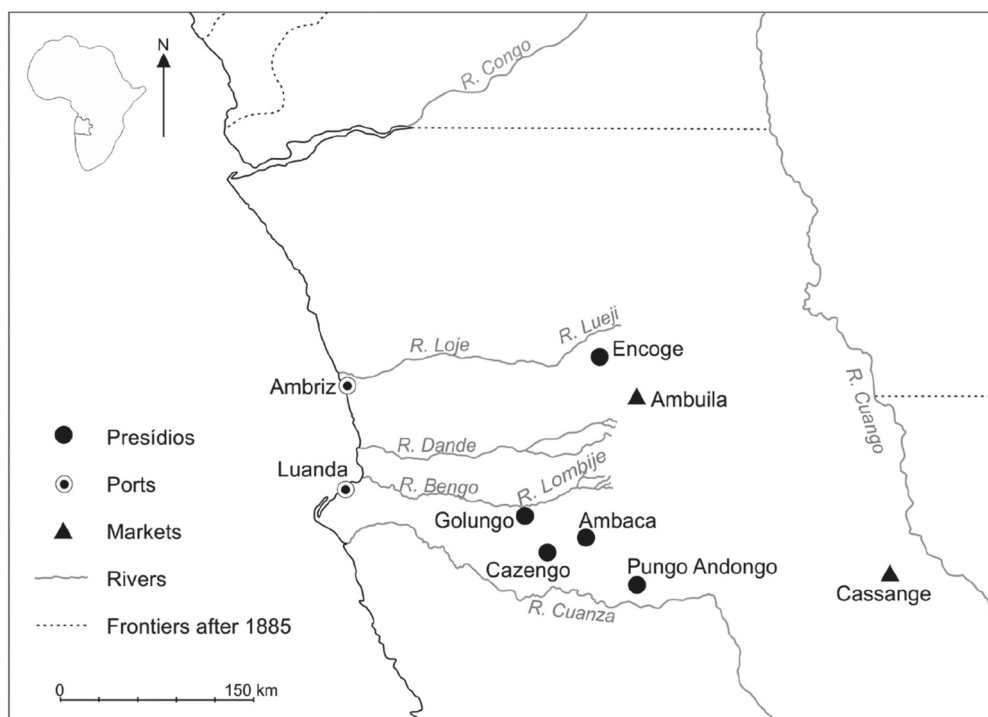 N
R. Congo
R. Loje
R. Lueji
Encoge
Ambriz
Ambuila
R. Cuango
R. Dande
Luanda
R. Bengo
R. Lombije
Golungo
Ambaca
Cazengo
Pungo Andongo
Cassange
R. Cuanza
Presídios
Ports
Markets
Rivers
Frontiers after 1885
0 150 km